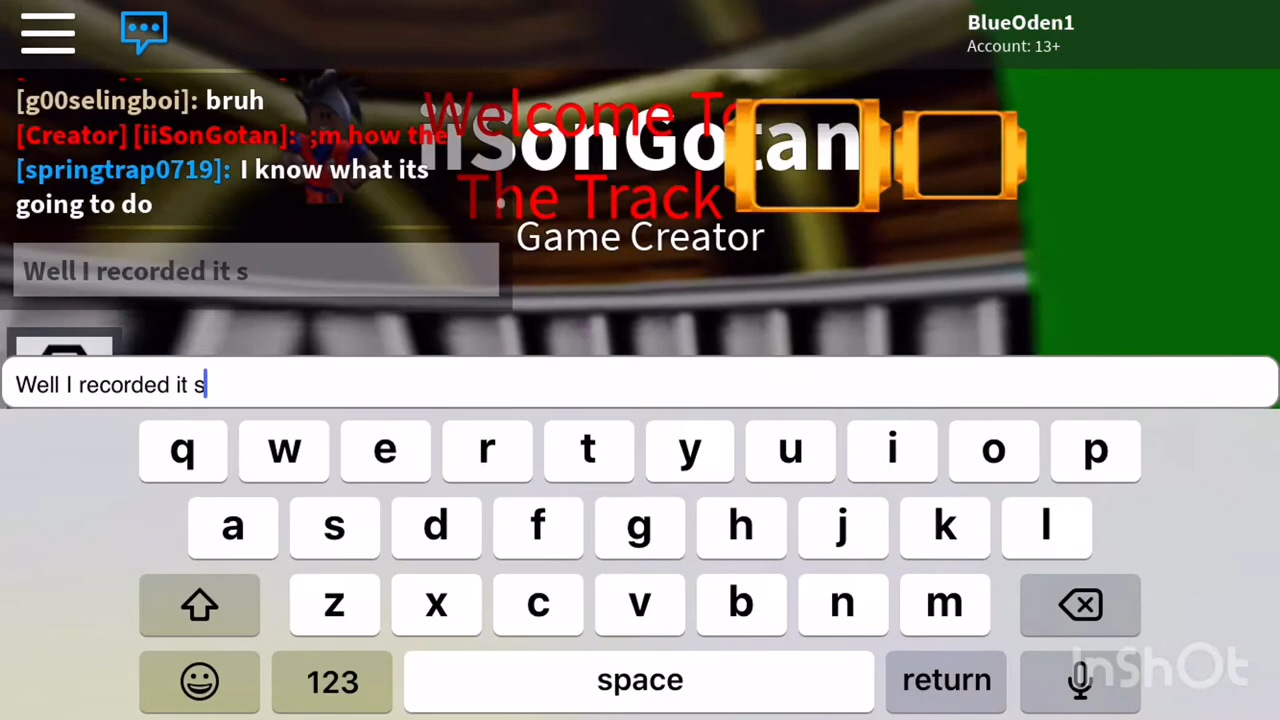 BlueOden1
Account: 13+
[g00selingboi]: bruh
[Creator] [iiSonGotan]: ;m how the
[springtrap0719]: I know what its
going to do
Welcome To
iiSonGotan
The Track
Game Creator
Well I recorded it s
Well I recorded it s
q w e r t y u i o p
a s d f g h j k l
z x c v b n m
123 space return
InShOt